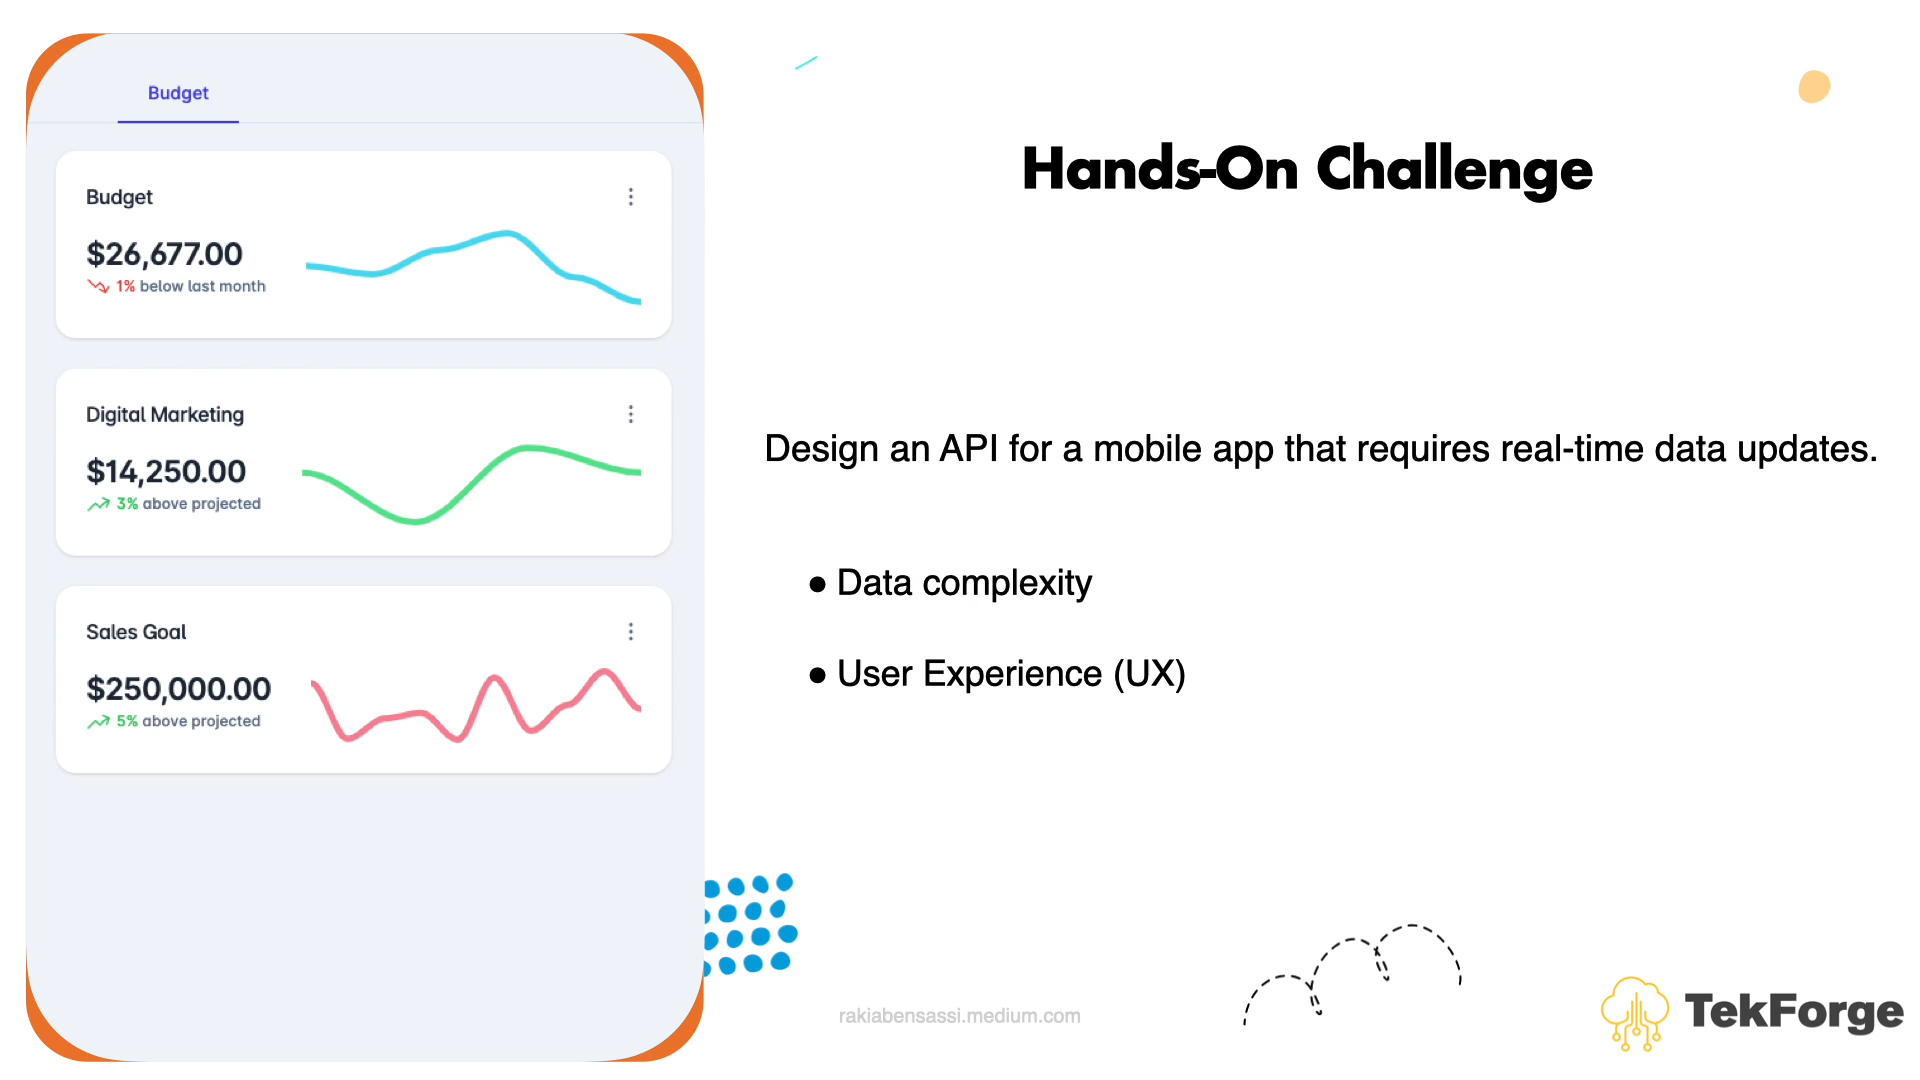 Budget
Budget
$26,677.00
1% below last month
Digital Marketing
$14,250.00
3% above projected
Sales Goal
$250,000.00
5% above projected
Hands-On Challenge
Design an API for a mobile app that requires real-time data updates.
● Data complexity
● User Experience (UX)
rakiabensassi.medium.com
TekForge